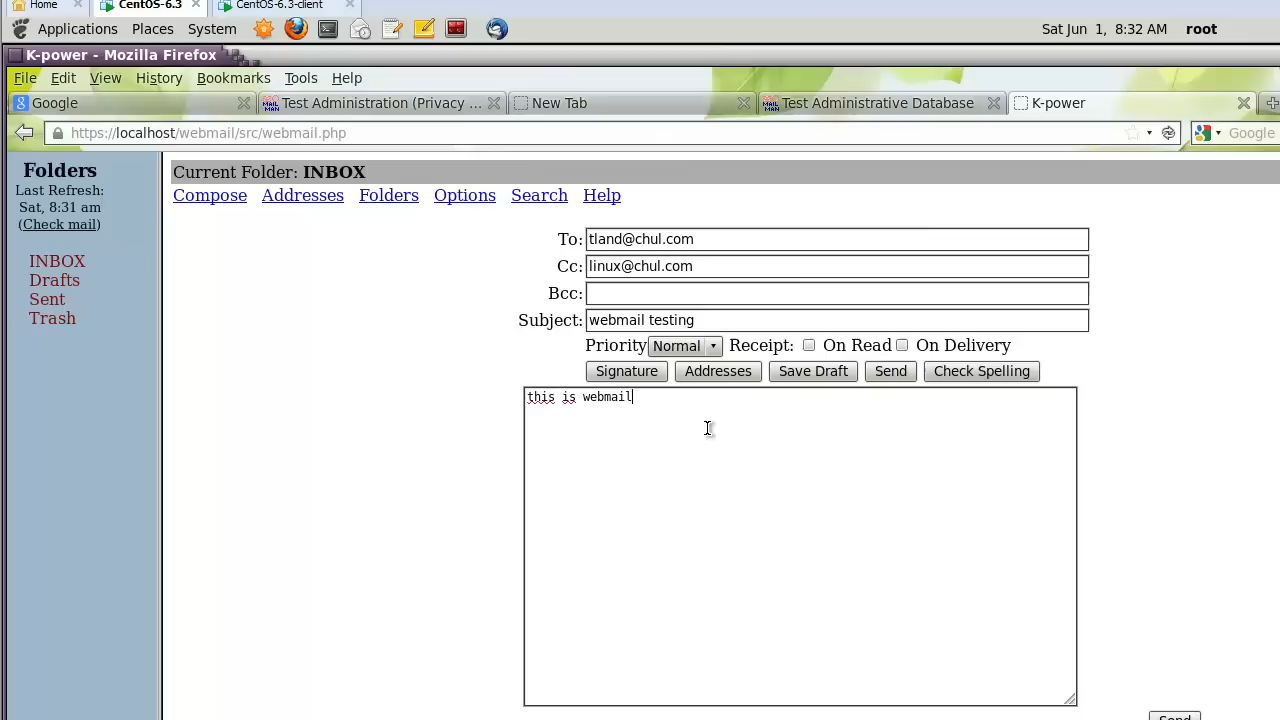 Home CentOS-6.3 CentOS-6.3-client
Applications Places System Sat Jun 1, 8:32 AM root
K-power - Mozilla Firefox
File Edit View History Bookmarks Tools Help
Google Test Administration (Privacy ... New Tab Test Administrative Database K-power
https://localhost/webmail/src/webmail.php Google
Folders
Last Refresh:
Sat, 8:31 am
(Check mail)
INBOX
Drafts
Sent
Trash
Current Folder: INBOX
Compose Addresses Folders Options Search Help
To: tland@chul.com
Cc: linux@chul.com
Bcc:
Subject: webmail testing
Priority Normal Receipt: On Read On Delivery
Signature Addresses Save Draft Send Check Spelling
this is webmail
Send